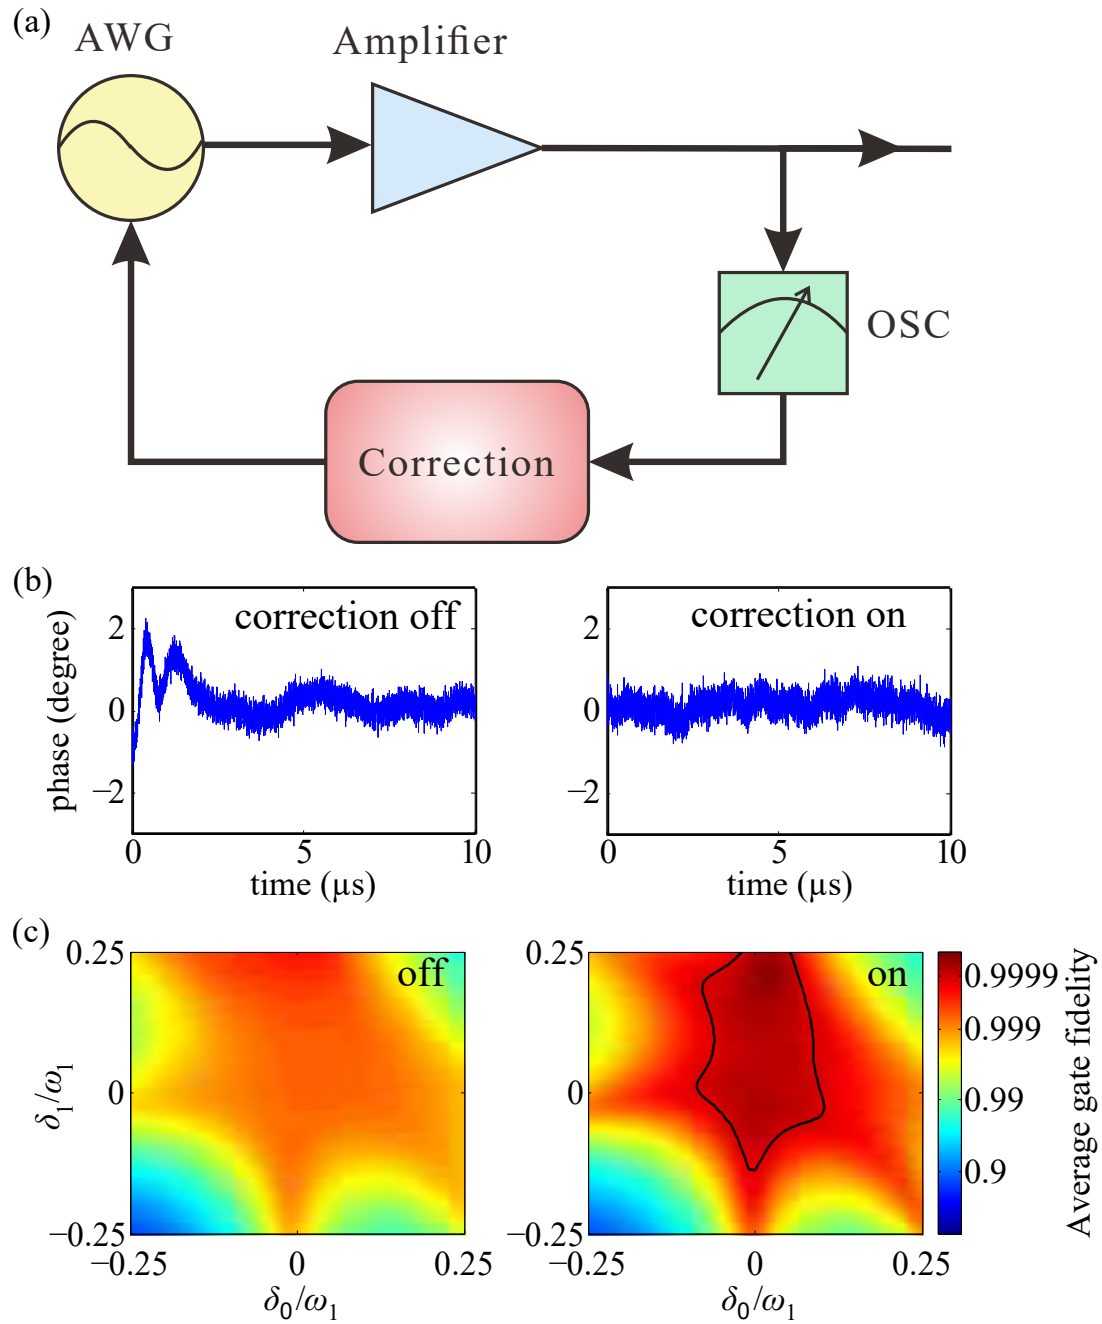 (a)
AWG
Amplifier
OSC
Correction
(b)
phase (degree)
2
0
−2
correction off
0
5
10
time (μs)
2
0
−2
correction on
0
5
10
time (μs)
(c)
δ1/ω1
0.25
0
−0.25
off
−0.25
0
0.25
δ0/ω1
0.25
0
−0.25
on
−0.25
0
0.25
δ0/ω1
0.9999
0.999
0.99
0.9
Average gate fidelity